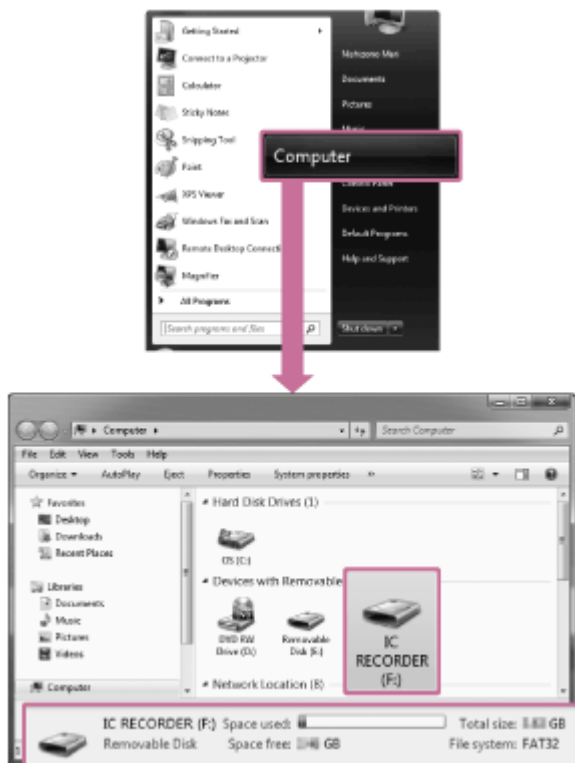 Getting Started
Connect to a Projector
Calculator
Sticky Notes
Snipping Tool
Paint
XPS Viewer
Windows Fax and Scan
Remote Desktop Connecti
Magnifier
All Programs
Search programs and files
Nishizono Mari
Documents
Pictures
Music
Computer
Control Panel
Devices and Printers
Default Programs
Help and Support
Shut down
Computer
Search Computer
File Edit View Tools Help
Organize AutoPlay Eject Properties System properties »
Favorites
Desktop
Downloads
Recent Places
Libraries
Documents
Music
Pictures
Videos
Computer
Hard Disk Drives (1)
OS (C:)
Devices with Removable
DVD RW
Drive (D:)
Removable
Disk (E:)
IC
RECORDER
(F:)
Network Location (8)
IC RECORDER (F:) Space used: Total size: GB
Removable Disk Space free: GB File system: FAT32